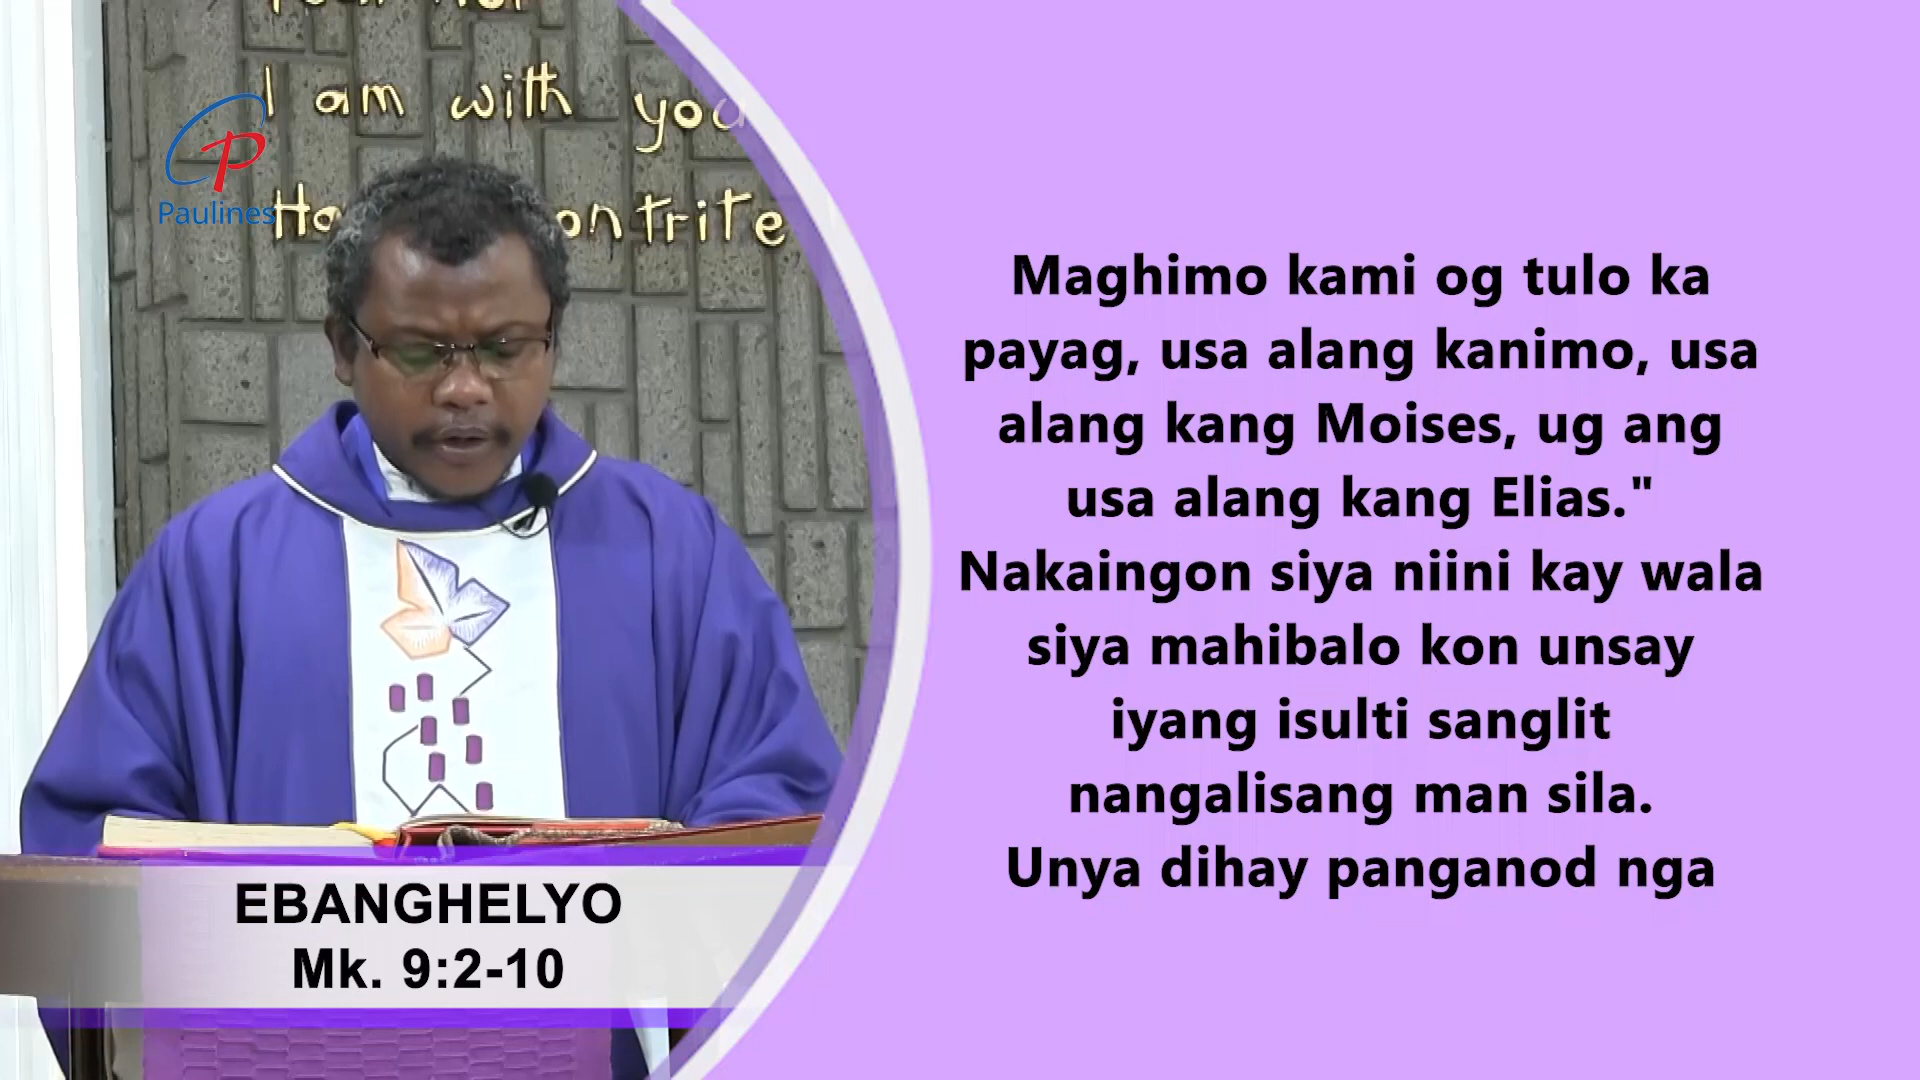 I am with you
Paulines
contrite
Maghimo kami og tulo ka
payag, usa alang kanimo, usa
alang kang Moises, ug ang
usa alang kang Elias."
Nakaingon siya niini kay wala
siya mahibalo kon unsay
iyang isulti sanglit
nangalisang man sila.
Unya dihay panganod nga
EBANGHELYO
Mk. 9:2-10